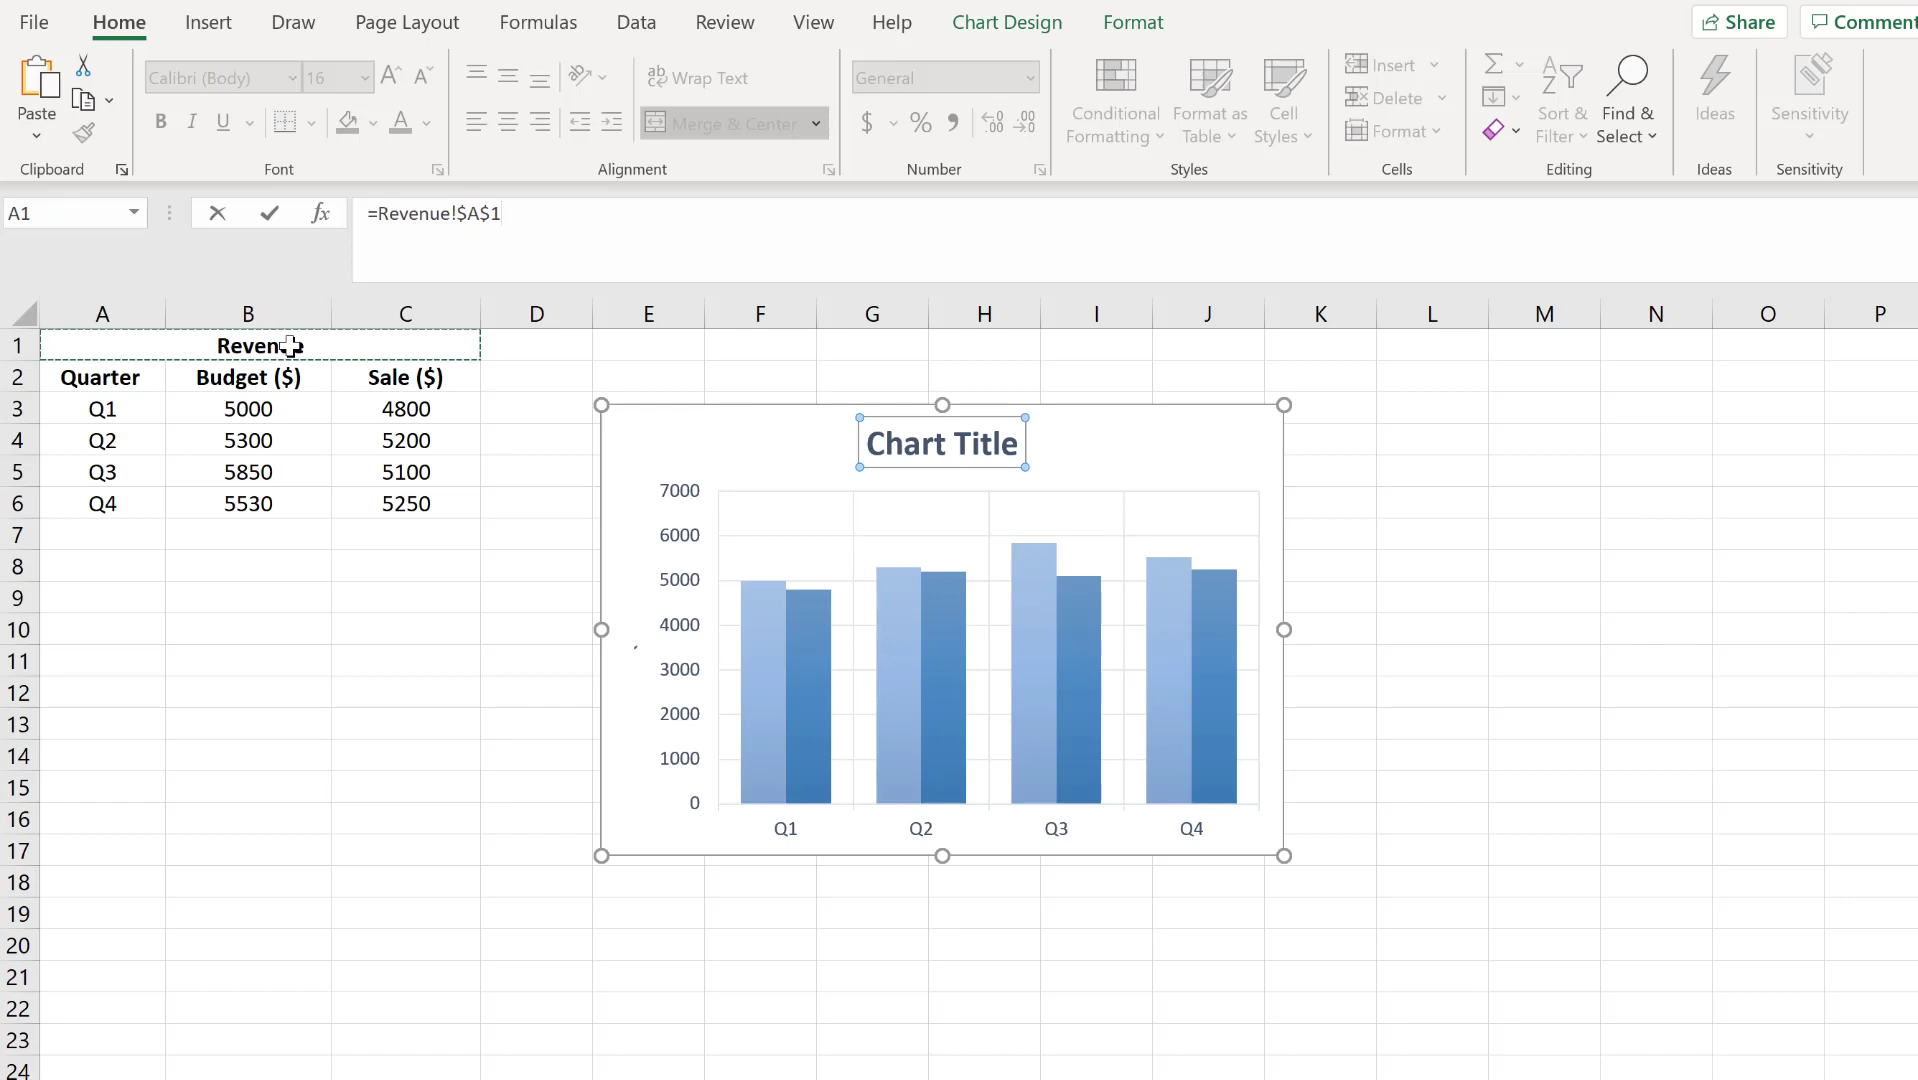 File Home Insert Draw Page Layout Formulas Data Review View Help Chart Design Format Share Comment
Paste
Clipboard
Calibri (Body) 16 A A
B I U A
Font
ab Wrap Text
Merge & Center
Alignment
General
$ % , .00 .00
Number
Conditional Formatting
Format as Table
Cell Styles
Styles
Insert
Delete
Format
Cells
Sort & Filter
Find & Select
Editing
Ideas
Ideas
Sensitivity
Sensitivity
A1 fx =Revenue!$A$1
A B C D E F G H I J K L M N O P
1
2 Quarter Budget ($) Sale ($)
3 Q1 5000 4800
4 Q2 5300 5200
5 Q3 5850 5100
6 Q4 5530 5250
7
8
9
10
11
12
13
14
15
16
17
18
19
20
21
22
23
24
Chart Title
7000
6000
5000
4000
3000
2000
1000
0
Q1 Q2 Q3 Q4